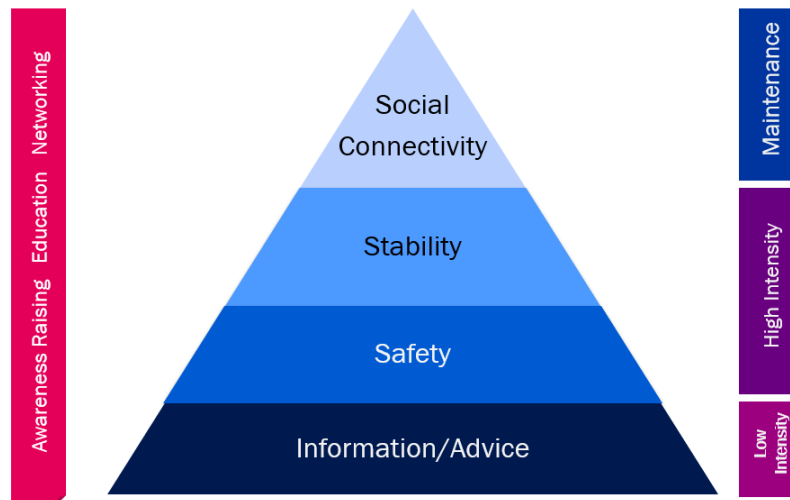 Awareness Raising Education Networking
Social
Connectivity
Stability
Safety
Information/Advice
Maintenance
High Intensity
Low
Intensity